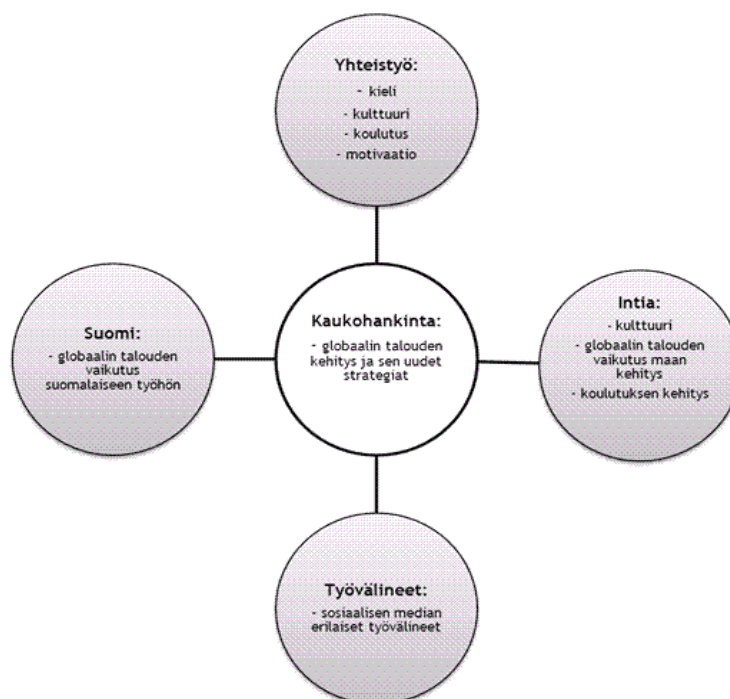 Yhteistyö:
- kieli
- kulttuuri
- koulutus
- motivaatio
Suomi:
- globaalin talouden
vaikutus
suomalaiseen työhön
Kaukohankinta:
- globaalin talouden
kehitys ja sen uudet
strategiat
Intia:
- kulttuuri
- globaalin talouden
vaikutus maan
kehitys
- koulutuksen kehitys
Työvälineet:
- sosiaalisen median
erilaiset työvälineet